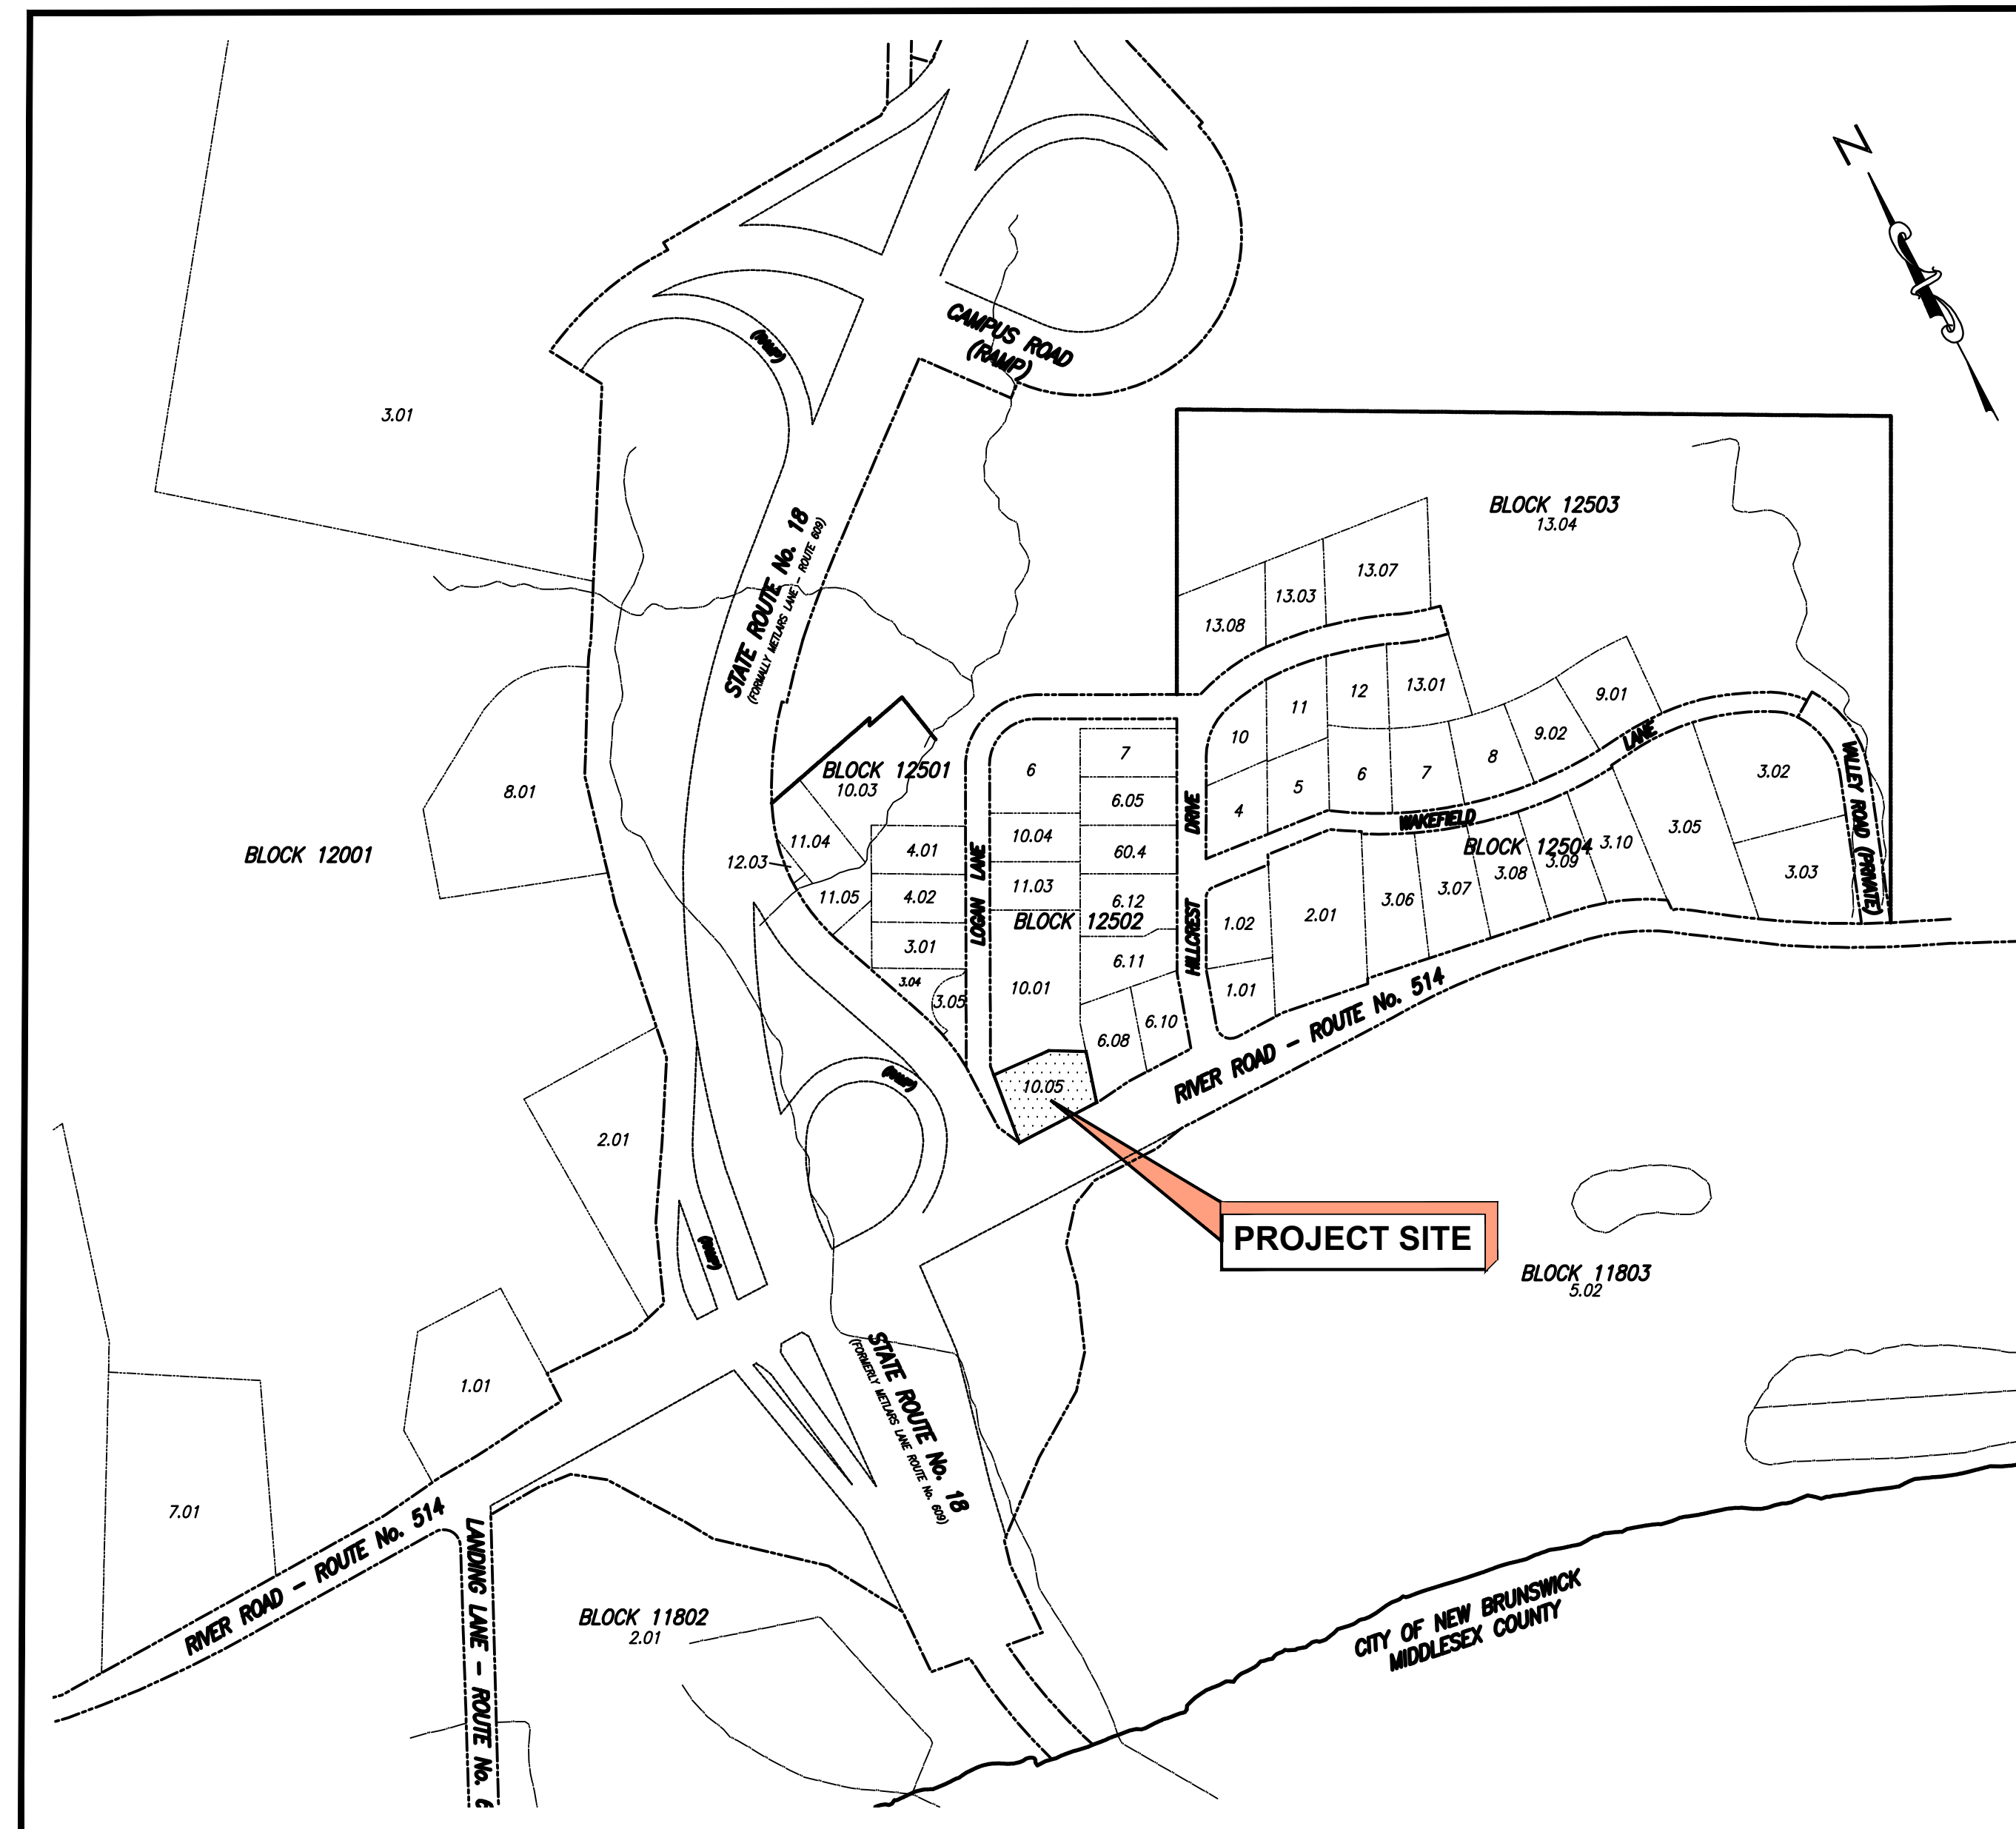 N
CAMPUS ROAD
(RAMP)
(RAMP)
3.01
STATE ROUTE No. 18
(FORMALLY METLARS LANE - ROUTE 609)
BLOCK 12503
13.04
13.07
13.03
13.08
13.01
12
11
10
9.01
9.02
8
7
6
5
4
LANE
WAKEFIELD
3.02
VALLEY ROAD (PRIVATE)
3.03
3.05
3.10
BLOCK 12504
3.09
3.08
3.07
3.06
2.01
1.02
1.01
BLOCK 12501
10.03
11.04
12.03
11.05
4.01
4.02
3.01
3.04
3.05
LOGAN LANE
6
7
6.05
10.04
60.4
11.03
6.12
BLOCK 12502
6.11
10.01
6.08
6.10
10.05
HILLCREST DRIVE
8.01
BLOCK 12001
RIVER ROAD - ROUTE No. 514
(RAMP)
2.01
(RAMP)
PROJECT SITE
BLOCK 11803
5.02
1.01
7.01
STATE ROUTE No. 18
(FORMERLY METLARS LANE ROUTE No. 609)
RIVER ROAD - ROUTE No. 514
LANDING LANE - ROUTE No. 6
BLOCK 11802
2.01
CITY OF NEW BRUNSWICK
MIDDLESEX COUNTY